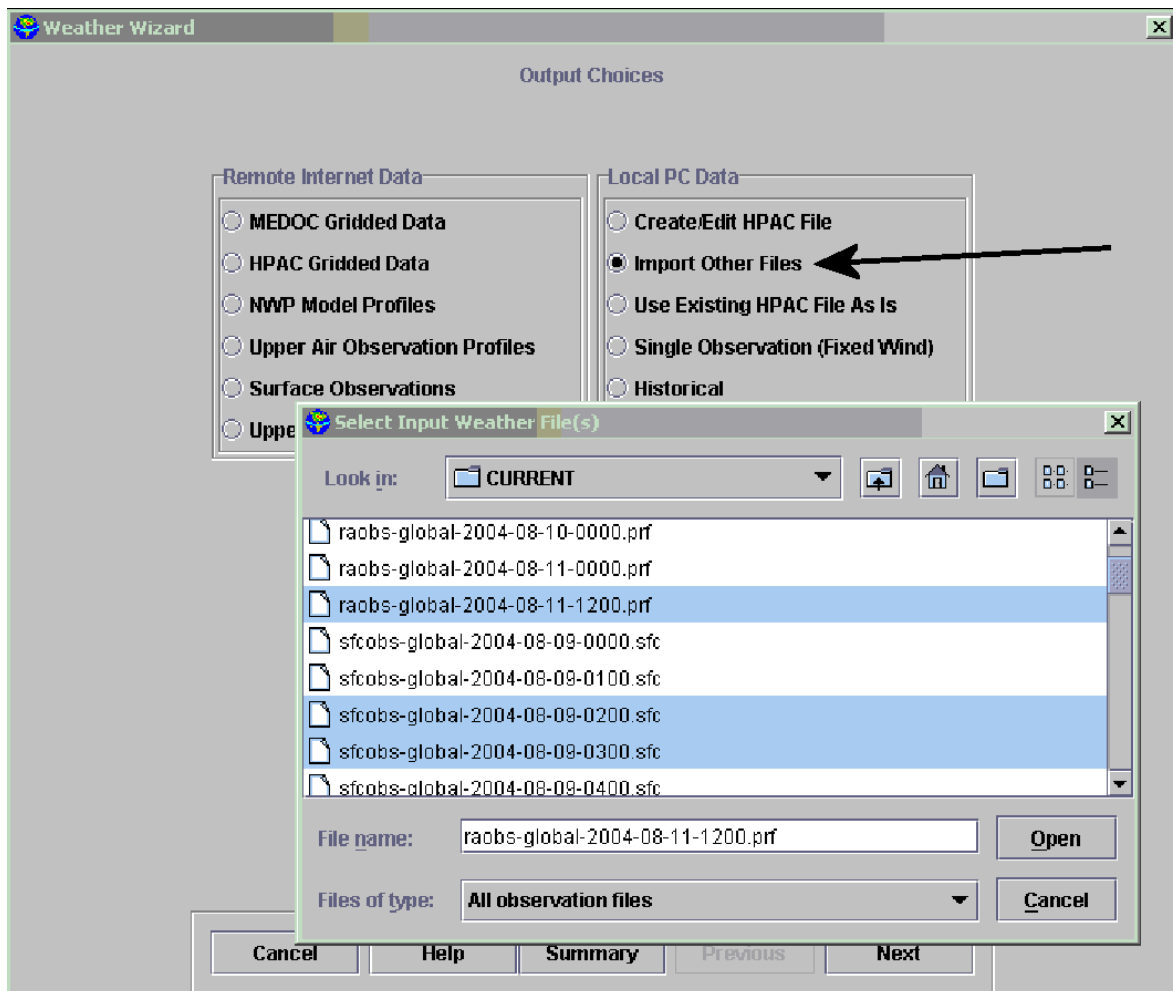 Weather Wizard
Output Choices
Remote Internet Data
MEDOC Gridded Data
HPAC Gridded Data
NWP Model Profiles
Upper Air Observation Profiles
Surface Observations
Uppe
Local PC Data
Create/Edit HPAC File
Import Other Files
Use Existing HPAC File As Is
Single Observation (Fixed Wind)
Historical
Select Input Weather File(s)
Look in:
CURRENT
raobs-global-2004-08-10-0000.prf
raobs-global-2004-08-11-0000.prf
raobs-global-2004-08-11-1200.prf
sfcobs-global-2004-08-09-0000.sfc
sfcobs-global-2004-08-09-0100.sfc
sfcobs-global-2004-08-09-0200.sfc
sfcobs-global-2004-08-09-0300.sfc
sfcobs-global-2004-08-09-0400.sfc
File name: raobs-global-2004-08-11-1200.prf
Open
Files of type: All observation files
Cancel
Cancel Help Summary Previous Next